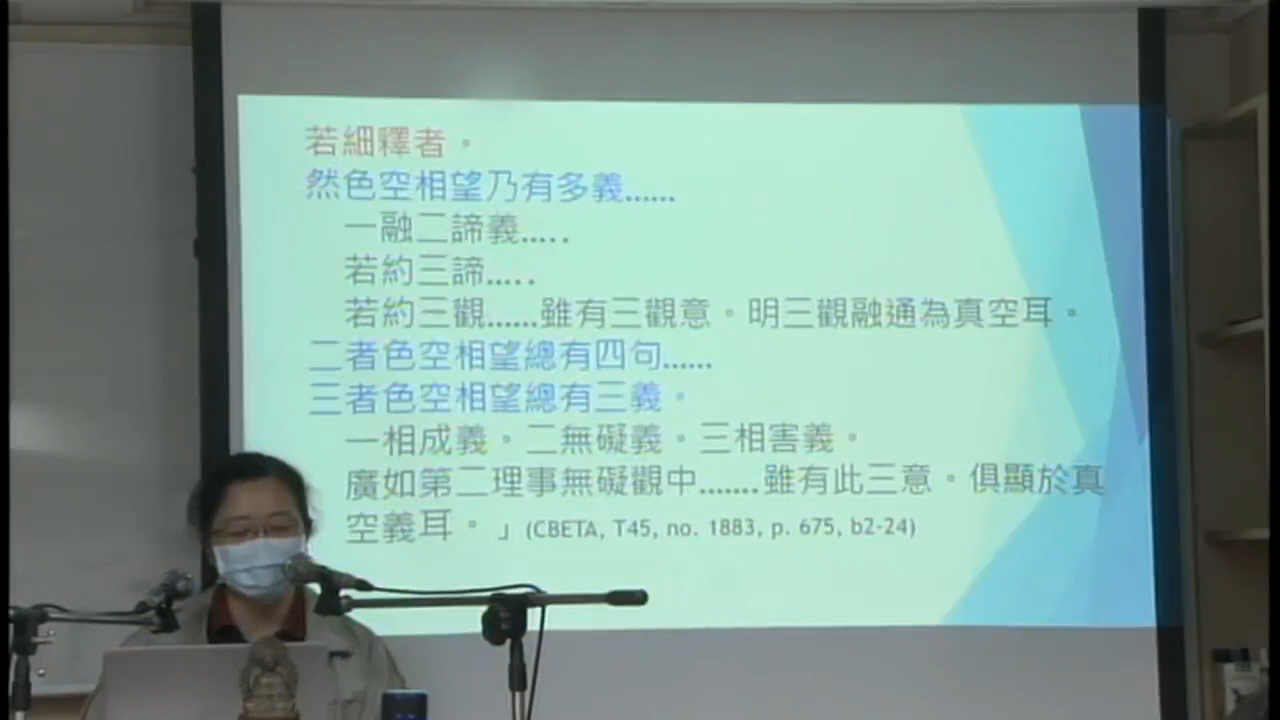 若細釋者。
然色空相望乃有多義......
一融二諦義.....
若約三諦.....
若約三觀......雖有三觀意。明三觀融通為真空耳。
二者色空相望總有四句......
三者色空相望總有三義。
一相成義。二無礙義。三相害義。
廣如第二理事無礙觀中.......雖有此三意。俱顯於真
空義耳。」(CBETA, T45, no. 1883, p. 675, b2-24)